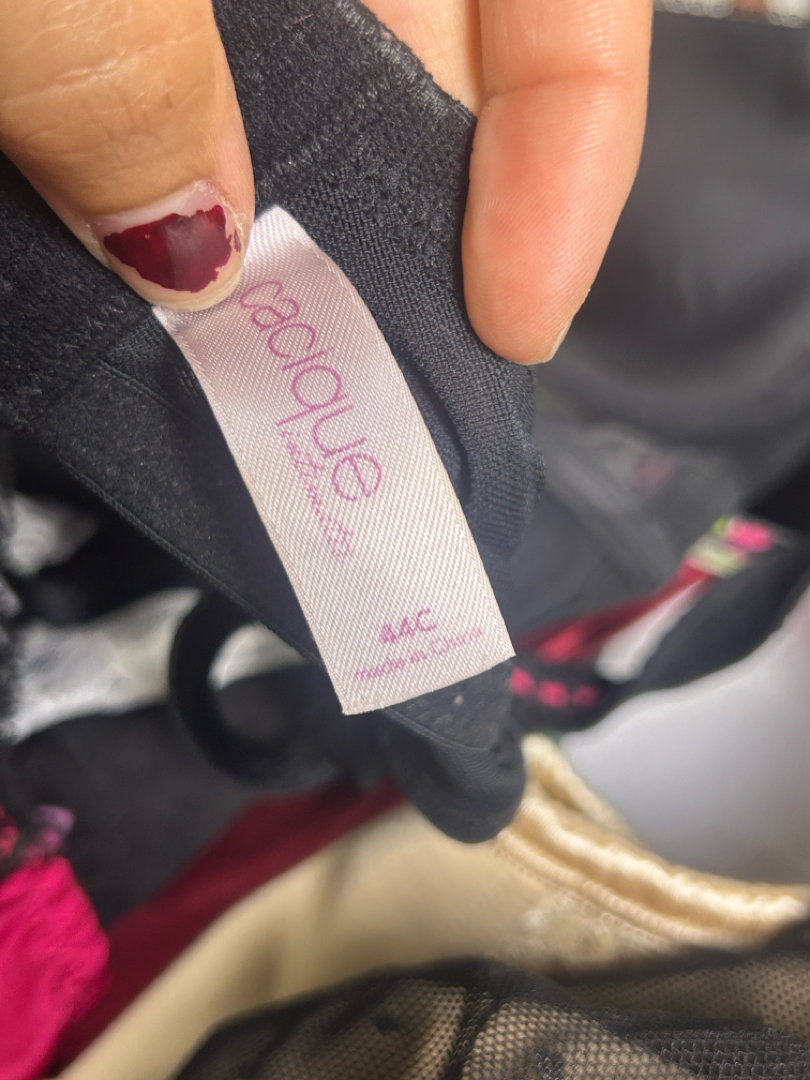 cacique
intimates
44C
made in China